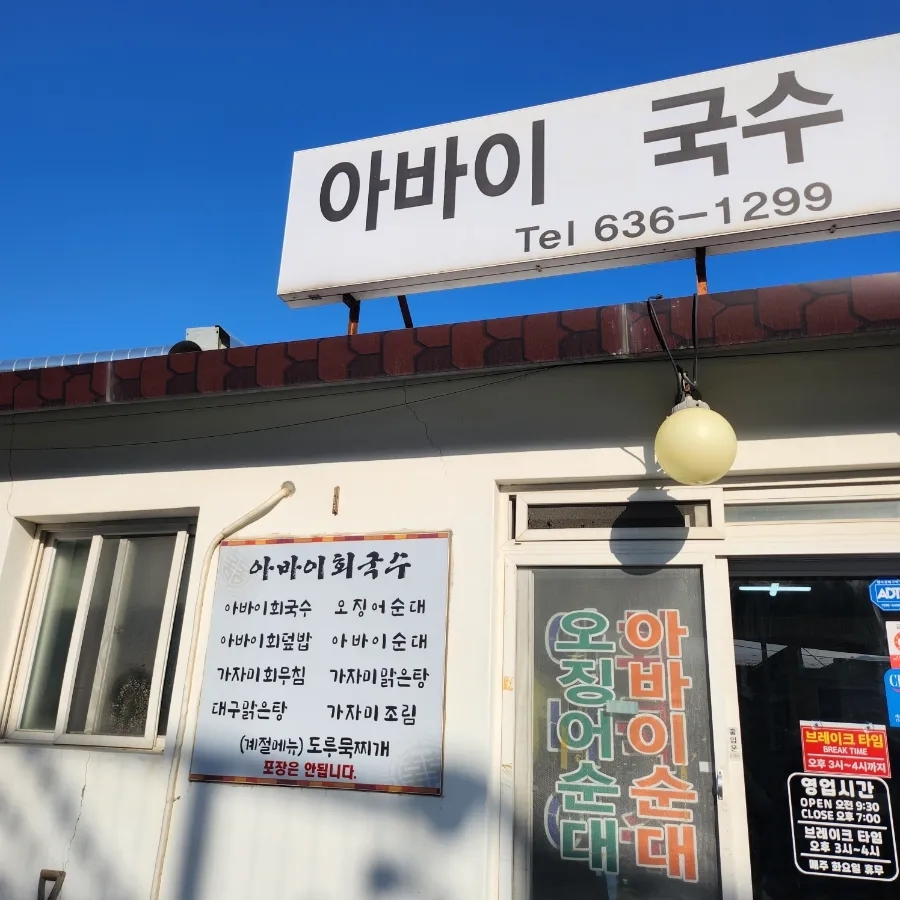 아바이 국수
Tel 636-1299
아바이회국수
아바이회국수 오징어순대
아바이회덮밥 아바이순대
가자미회무침 가자미맑은탕
대구맑은탕 가자미조림
(계절메뉴) 도루묵찌개
포장은 안됩니다.
오징어순대
아바이순대
ADT
브레이크 타임
BREAK TIME
오후 3시~4시까지
영업시간
OPEN 오전 9:30
CLOSE 오후 7:00
브레이크 타임
오후 3시~4시
매주 화요일 휴무